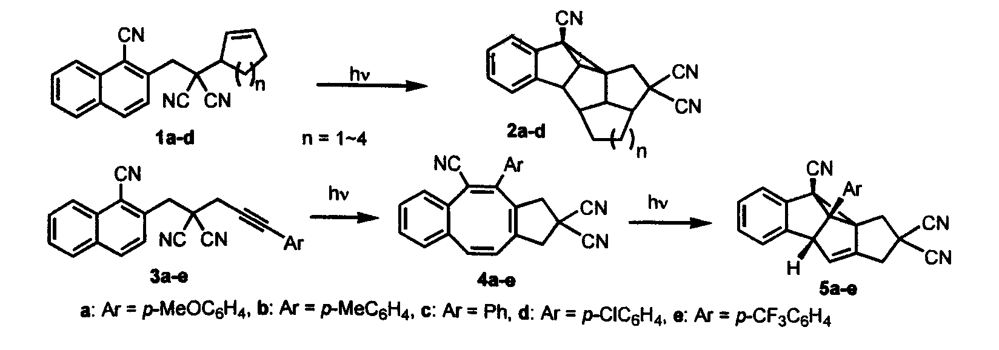 CN
NC CN
n
1a-d
hν
n = 1~4
CN
CN
CN
n
2a-d
CN
NC CN
Ar
3a-e
hν
NC Ar
CN
CN
4a-e
hν
CN
Ar
CN
CN
H
5a-e
a: Ar = p-MeOC6H4, b: Ar = p-MeC6H4, c: Ar = Ph, d: Ar = p-ClC6H4, e: Ar = p-CF3C6H4